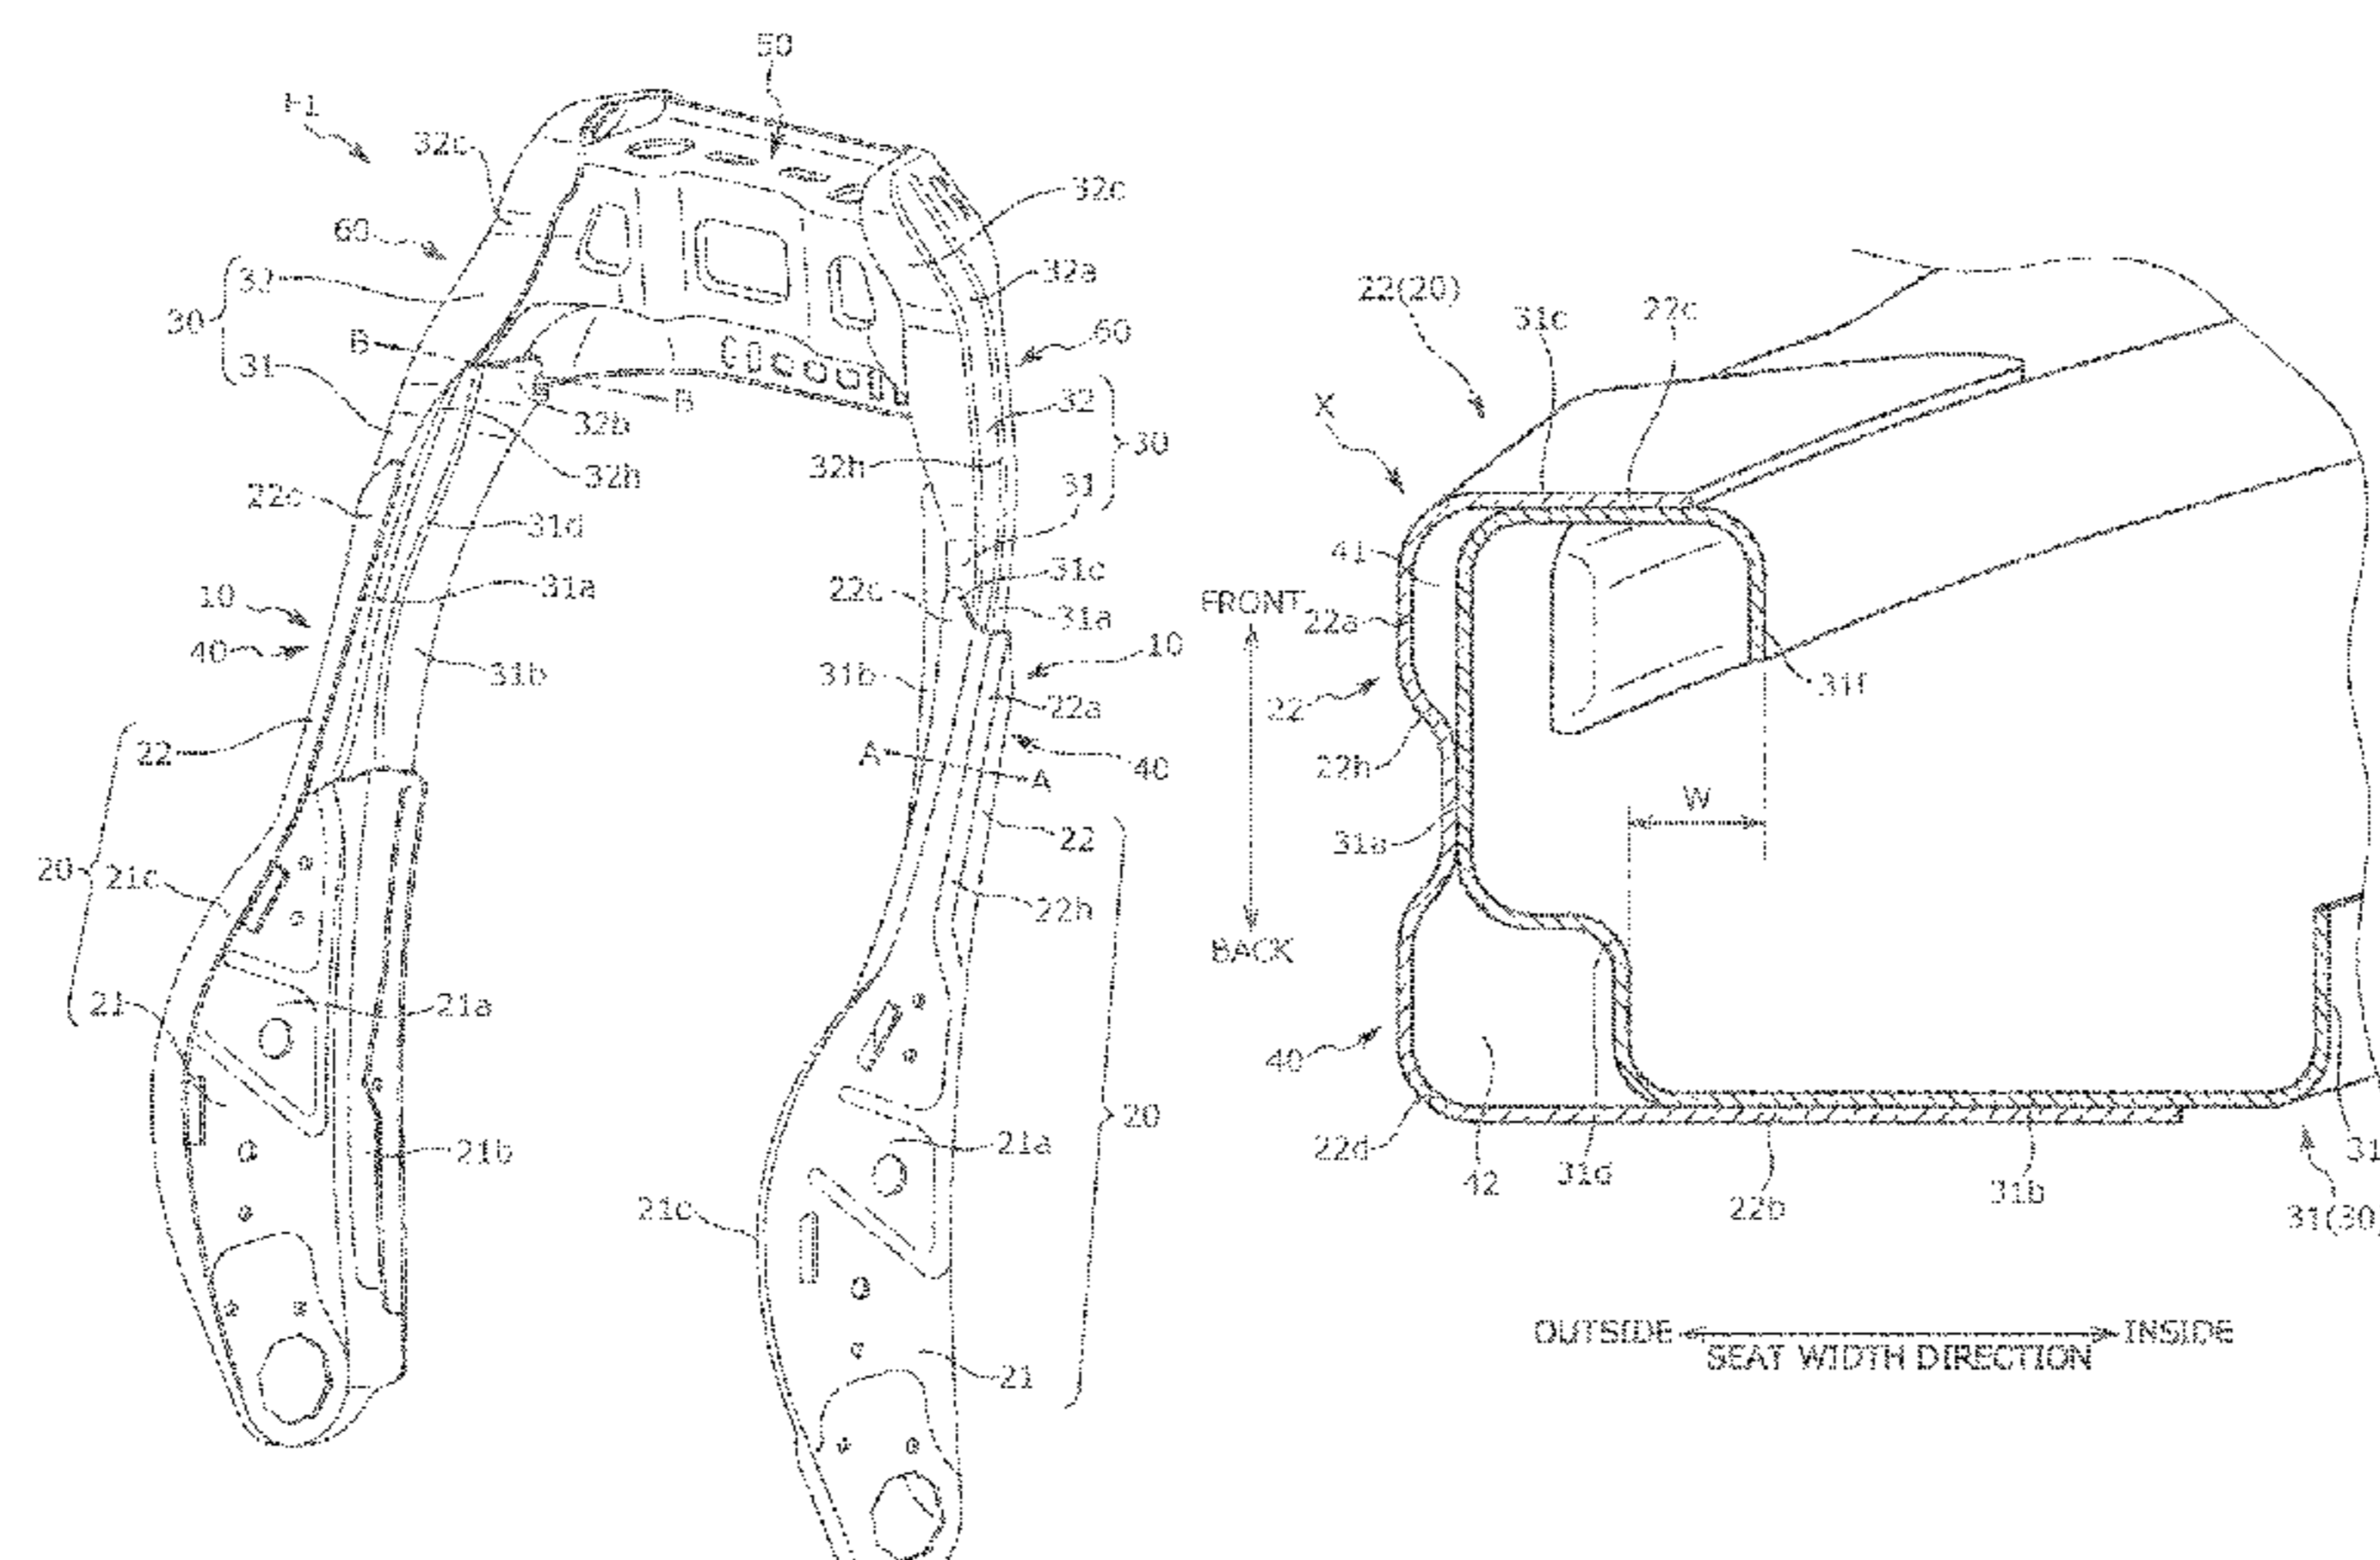 50
F1
32c
32c
60
32
32a
30
60
B
31
32
B
32b
30
32h
32h
31
22c
31d
31c
22c
31a
10
31a
10
40
31b
31b
22a
22
A
A
40
22
20
21c
22h
21
21a
20
21a
21b
21c
21
22(20)
31c
22c
X
41
FRONT
22a
31f
22
22h
W
31a
BACK
40
22d
42
31d
22b
31b
31(30)
OUTSIDE
INSIDE
SEAT WIDTH DIRECTION